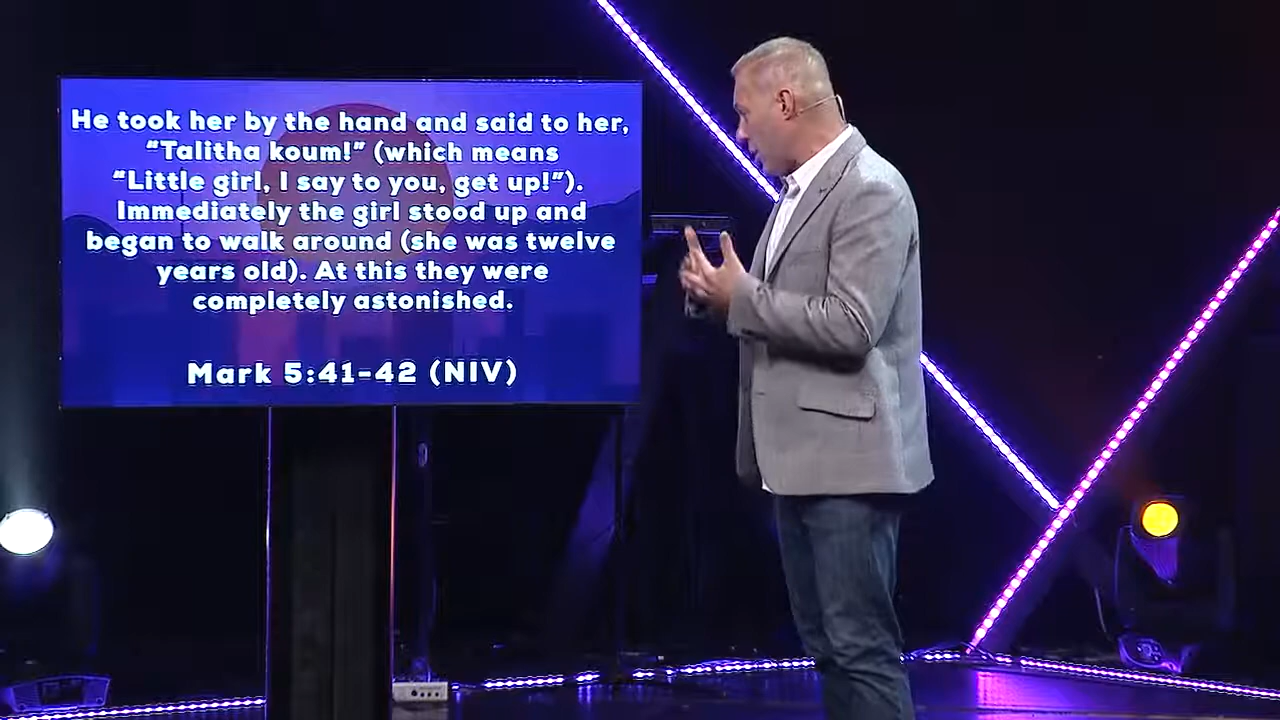 He took her by the hand and said to her,
“Talitha koum!” (which means
“Little girl, I say to you, get up!”).
Immediately the girl stood up and
began to walk around (she was twelve
years old). At this they were
completely astonished.
Mark 5:41-42 (NIV)